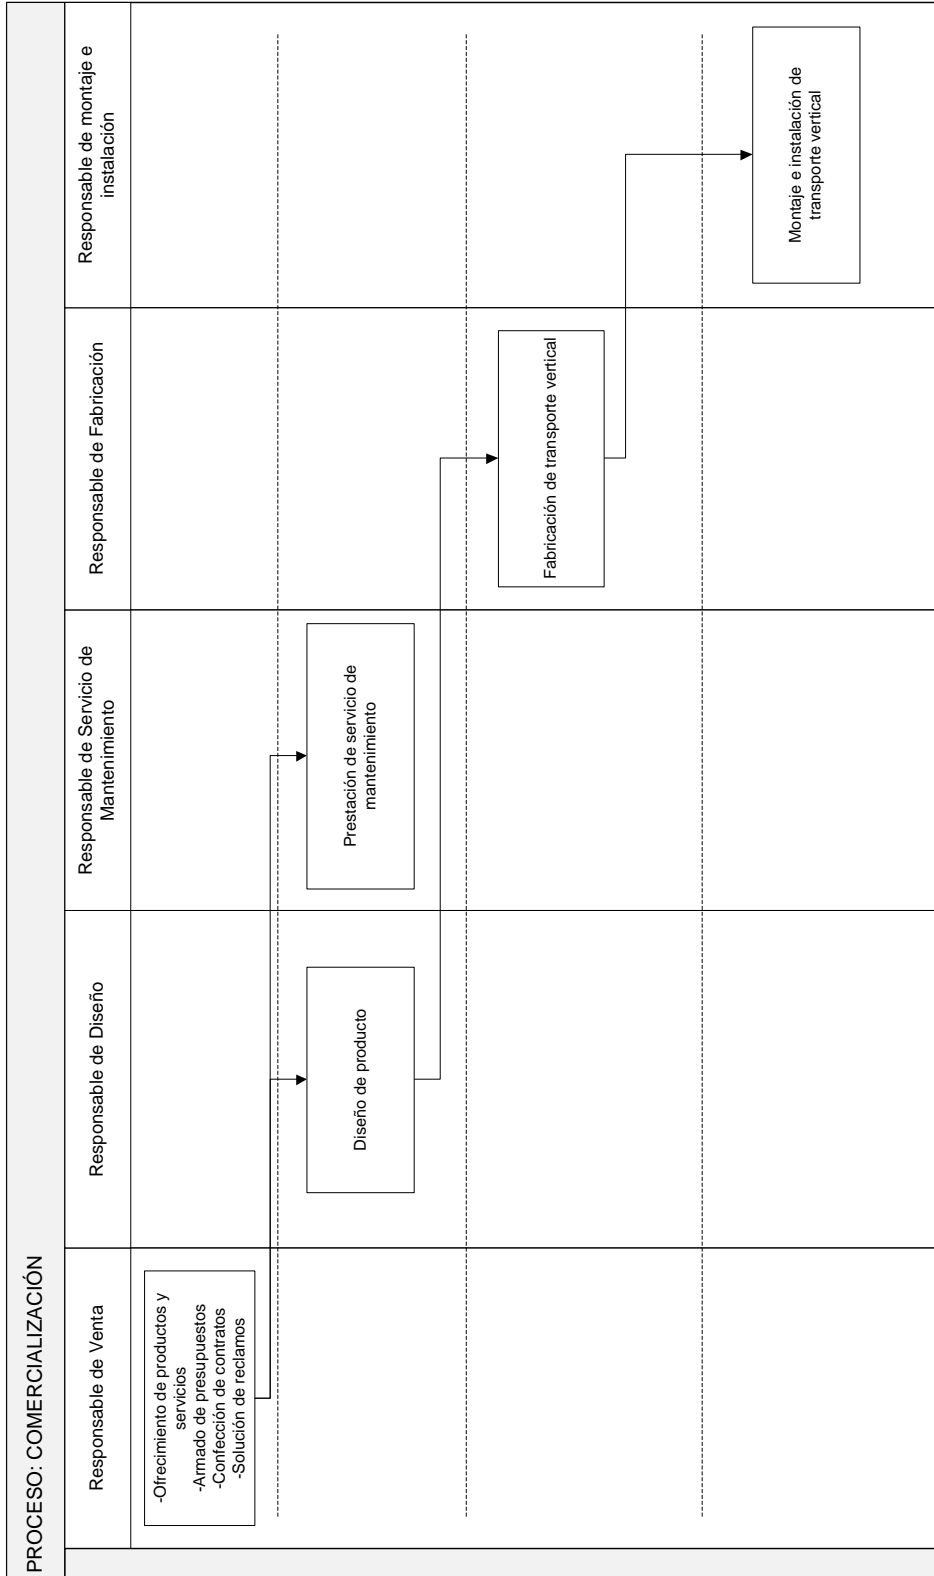 PROCESO: COMERCIALIZACIÓN
Responsable de Venta
Responsable de Diseño
Responsable de Servicio de
Mantenimiento
Responsable de Fabricación
Responsable de montaje e
instalación
-Ofrecimiento de productos y
servicios
-Armado de presupuestos
-Confección de contratos
-Solución de reclamos
Diseño de producto
Prestación de servicio de
mantenimiento
Fabricación de transporte vertical
Montaje e instalación de
transporte vertical